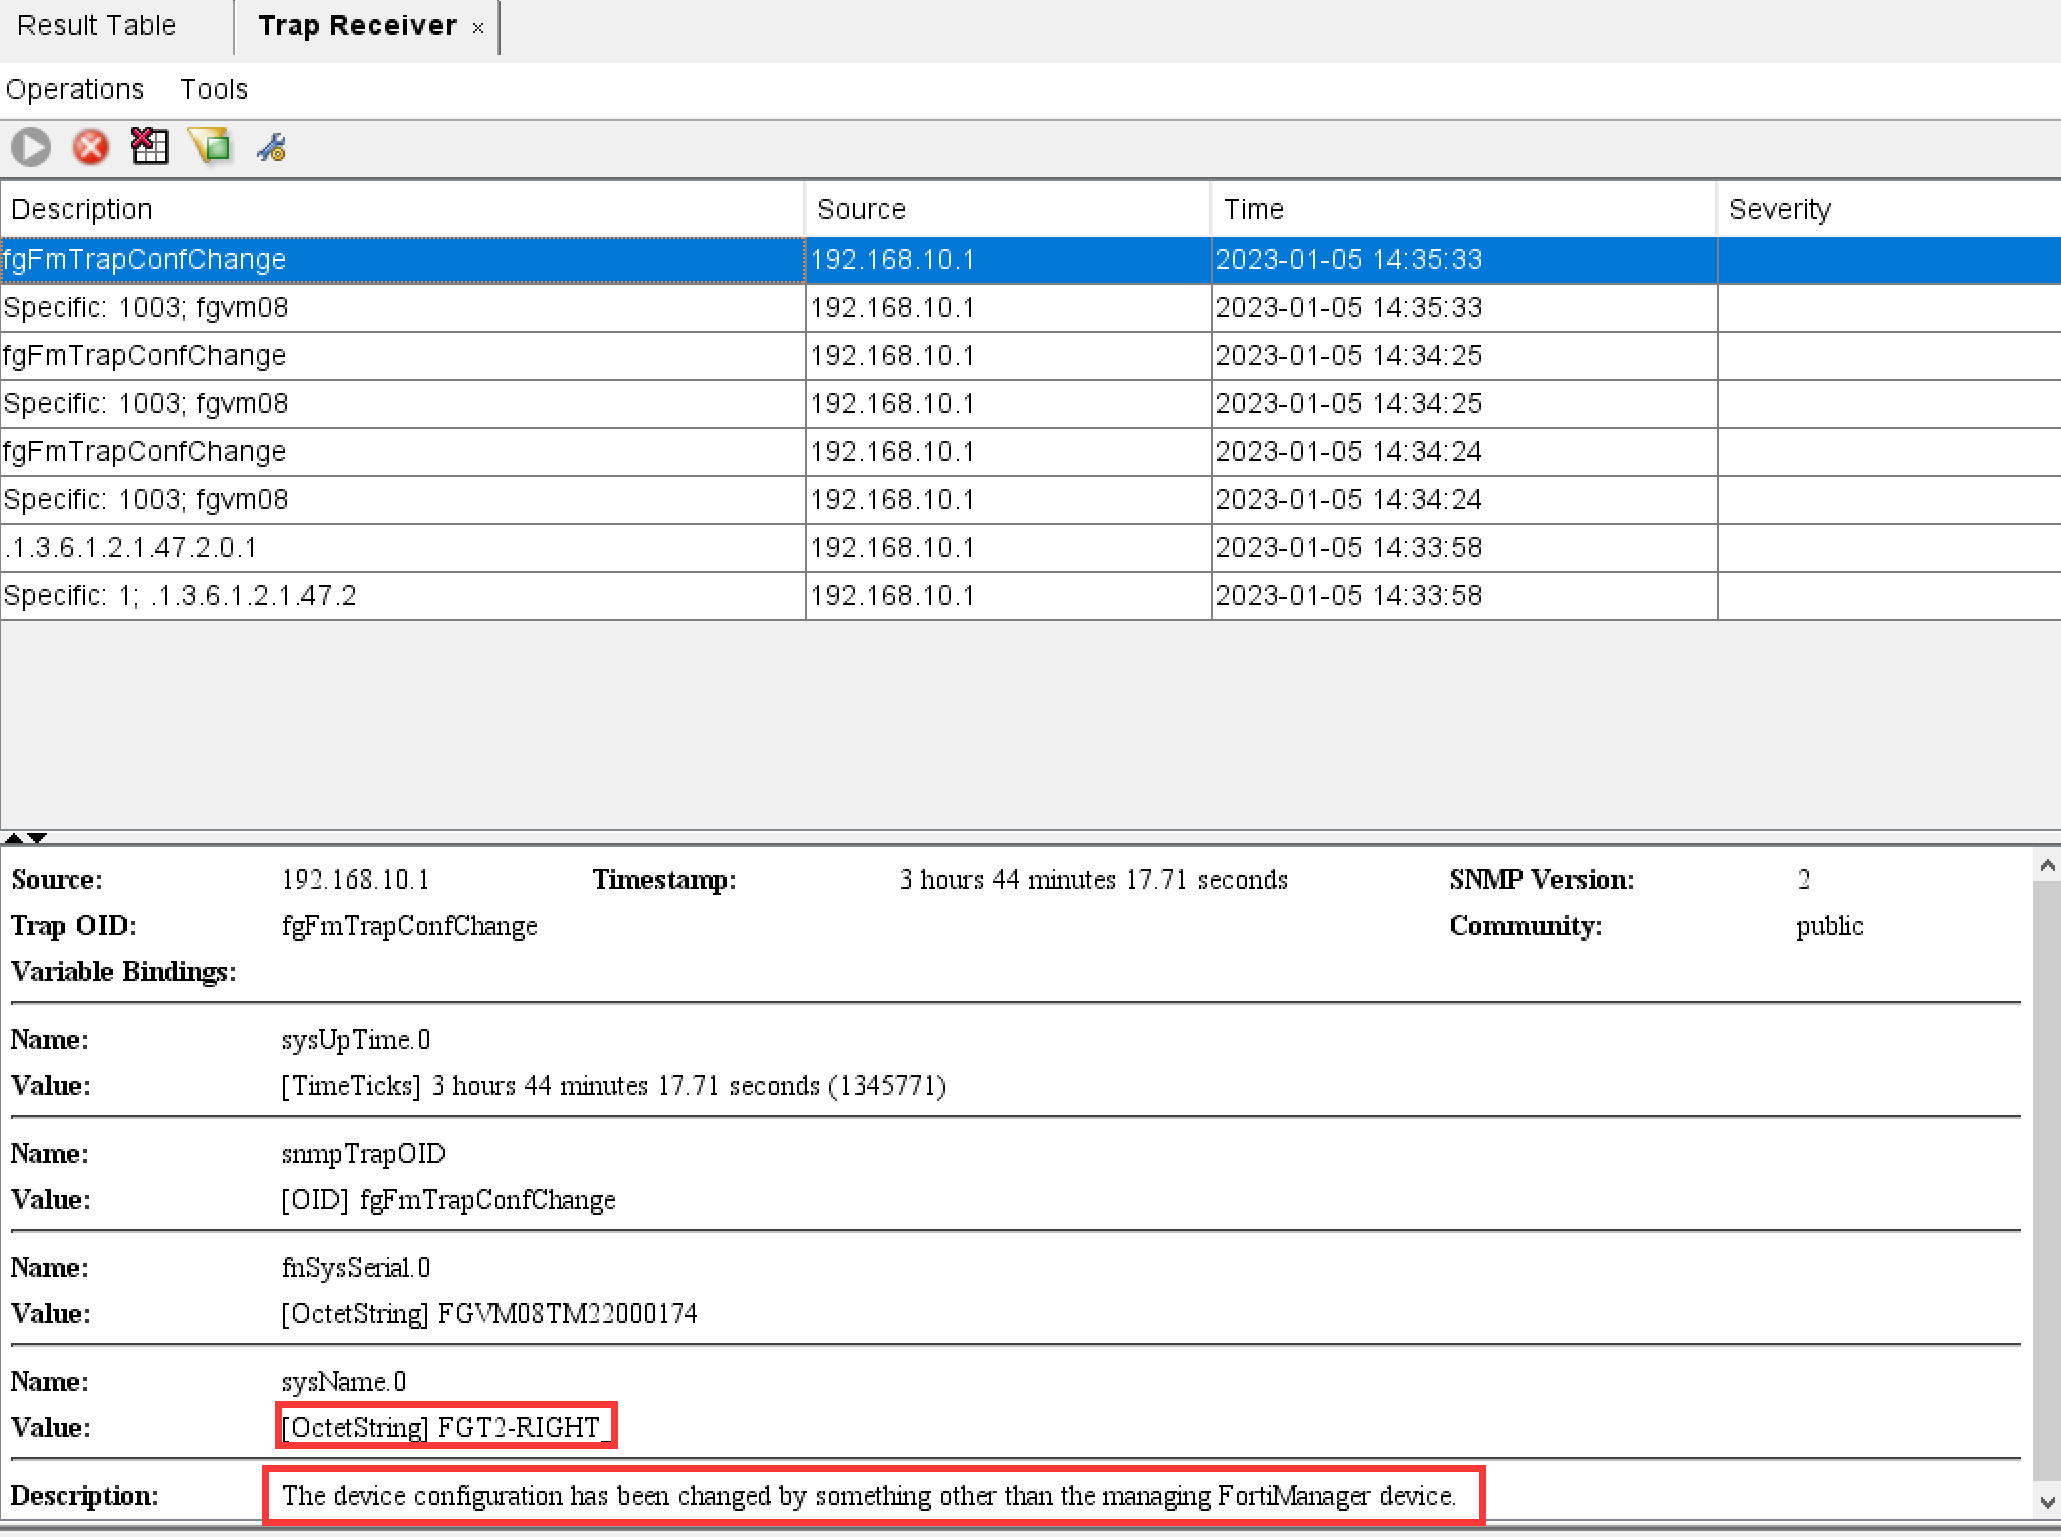 Result Table Trap Receiver ×
Operations Tools
Description Source Time Severity
fgFmTrapConfChange 192.168.10.1 2023-01-05 14:35:33
Specific: 1003; fgvm08 192.168.10.1 2023-01-05 14:35:33
fgFmTrapConfChange 192.168.10.1 2023-01-05 14:34:25
Specific: 1003; fgvm08 192.168.10.1 2023-01-05 14:34:25
fgFmTrapConfChange 192.168.10.1 2023-01-05 14:34:24
Specific: 1003; fgvm08 192.168.10.1 2023-01-05 14:34:24
.1.3.6.1.2.1.47.2.0.1 192.168.10.1 2023-01-05 14:33:58
Specific: 1; .1.3.6.1.2.1.47.2 192.168.10.1 2023-01-05 14:33:58
Source: 192.168.10.1 Timestamp: 3 hours 44 minutes 17.71 seconds SNMP Version: 2
Trap OID: fgFmTrapConfChange Community: public
Variable Bindings:
Name: sysUpTime.0
Value: [TimeTicks] 3 hours 44 minutes 17.71 seconds (1345771)
Name: snmpTrapOID
Value: [OID] fgFmTrapConfChange
Name: fnSysSerial.0
Value: [OctetString] FGVM08TM22000174
Name: sysName.0
Value: [OctetString] FGT2-RIGHT_
Description: The device configuration has been changed by something other than the managing FortiManager device.